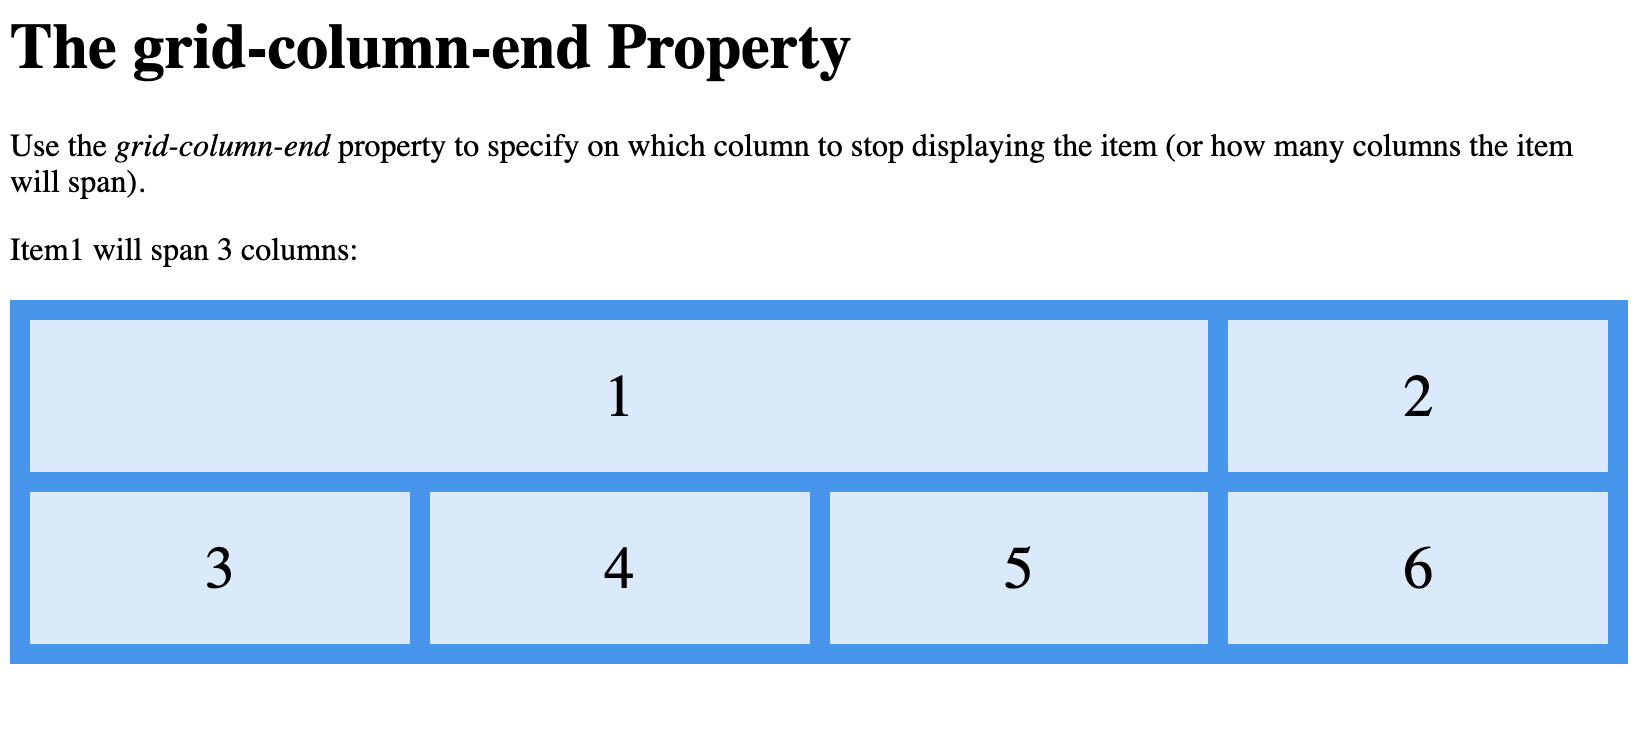 The grid-column-end Property
Use the grid-column-end property to specify on which column to stop displaying the item (or how many columns the item
will span).
Item1 will span 3 columns:
1 2
3 4 5 6